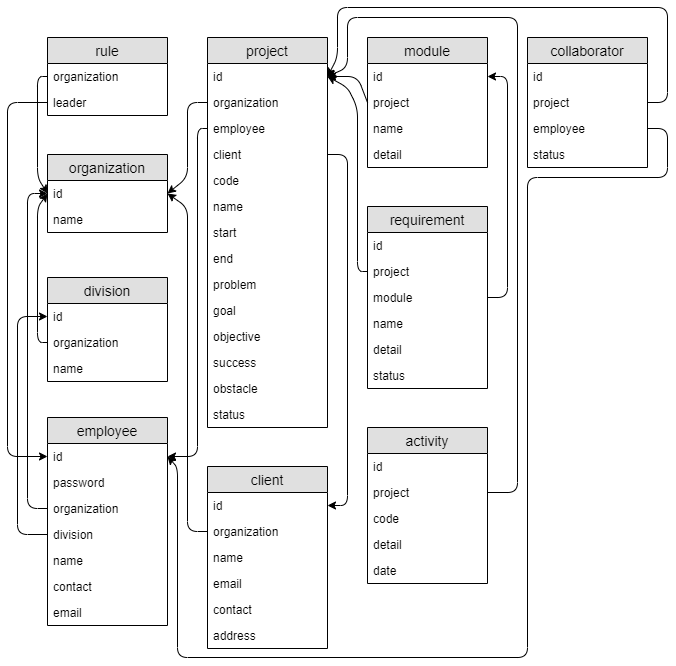 rule
organization
leader
organization
id
name
division
id
organization
name
employee
id
password
organization
division
name
contact
email
project
id
organization
employee
client
code
name
start
end
problem
goal
objective
success
obstacle
status
client
id
organization
name
email
contact
address
module
id
project
name
detail
requirement
id
project
module
name
detail
status
activity
id
project
code
detail
date
collaborator
id
project
employee
status